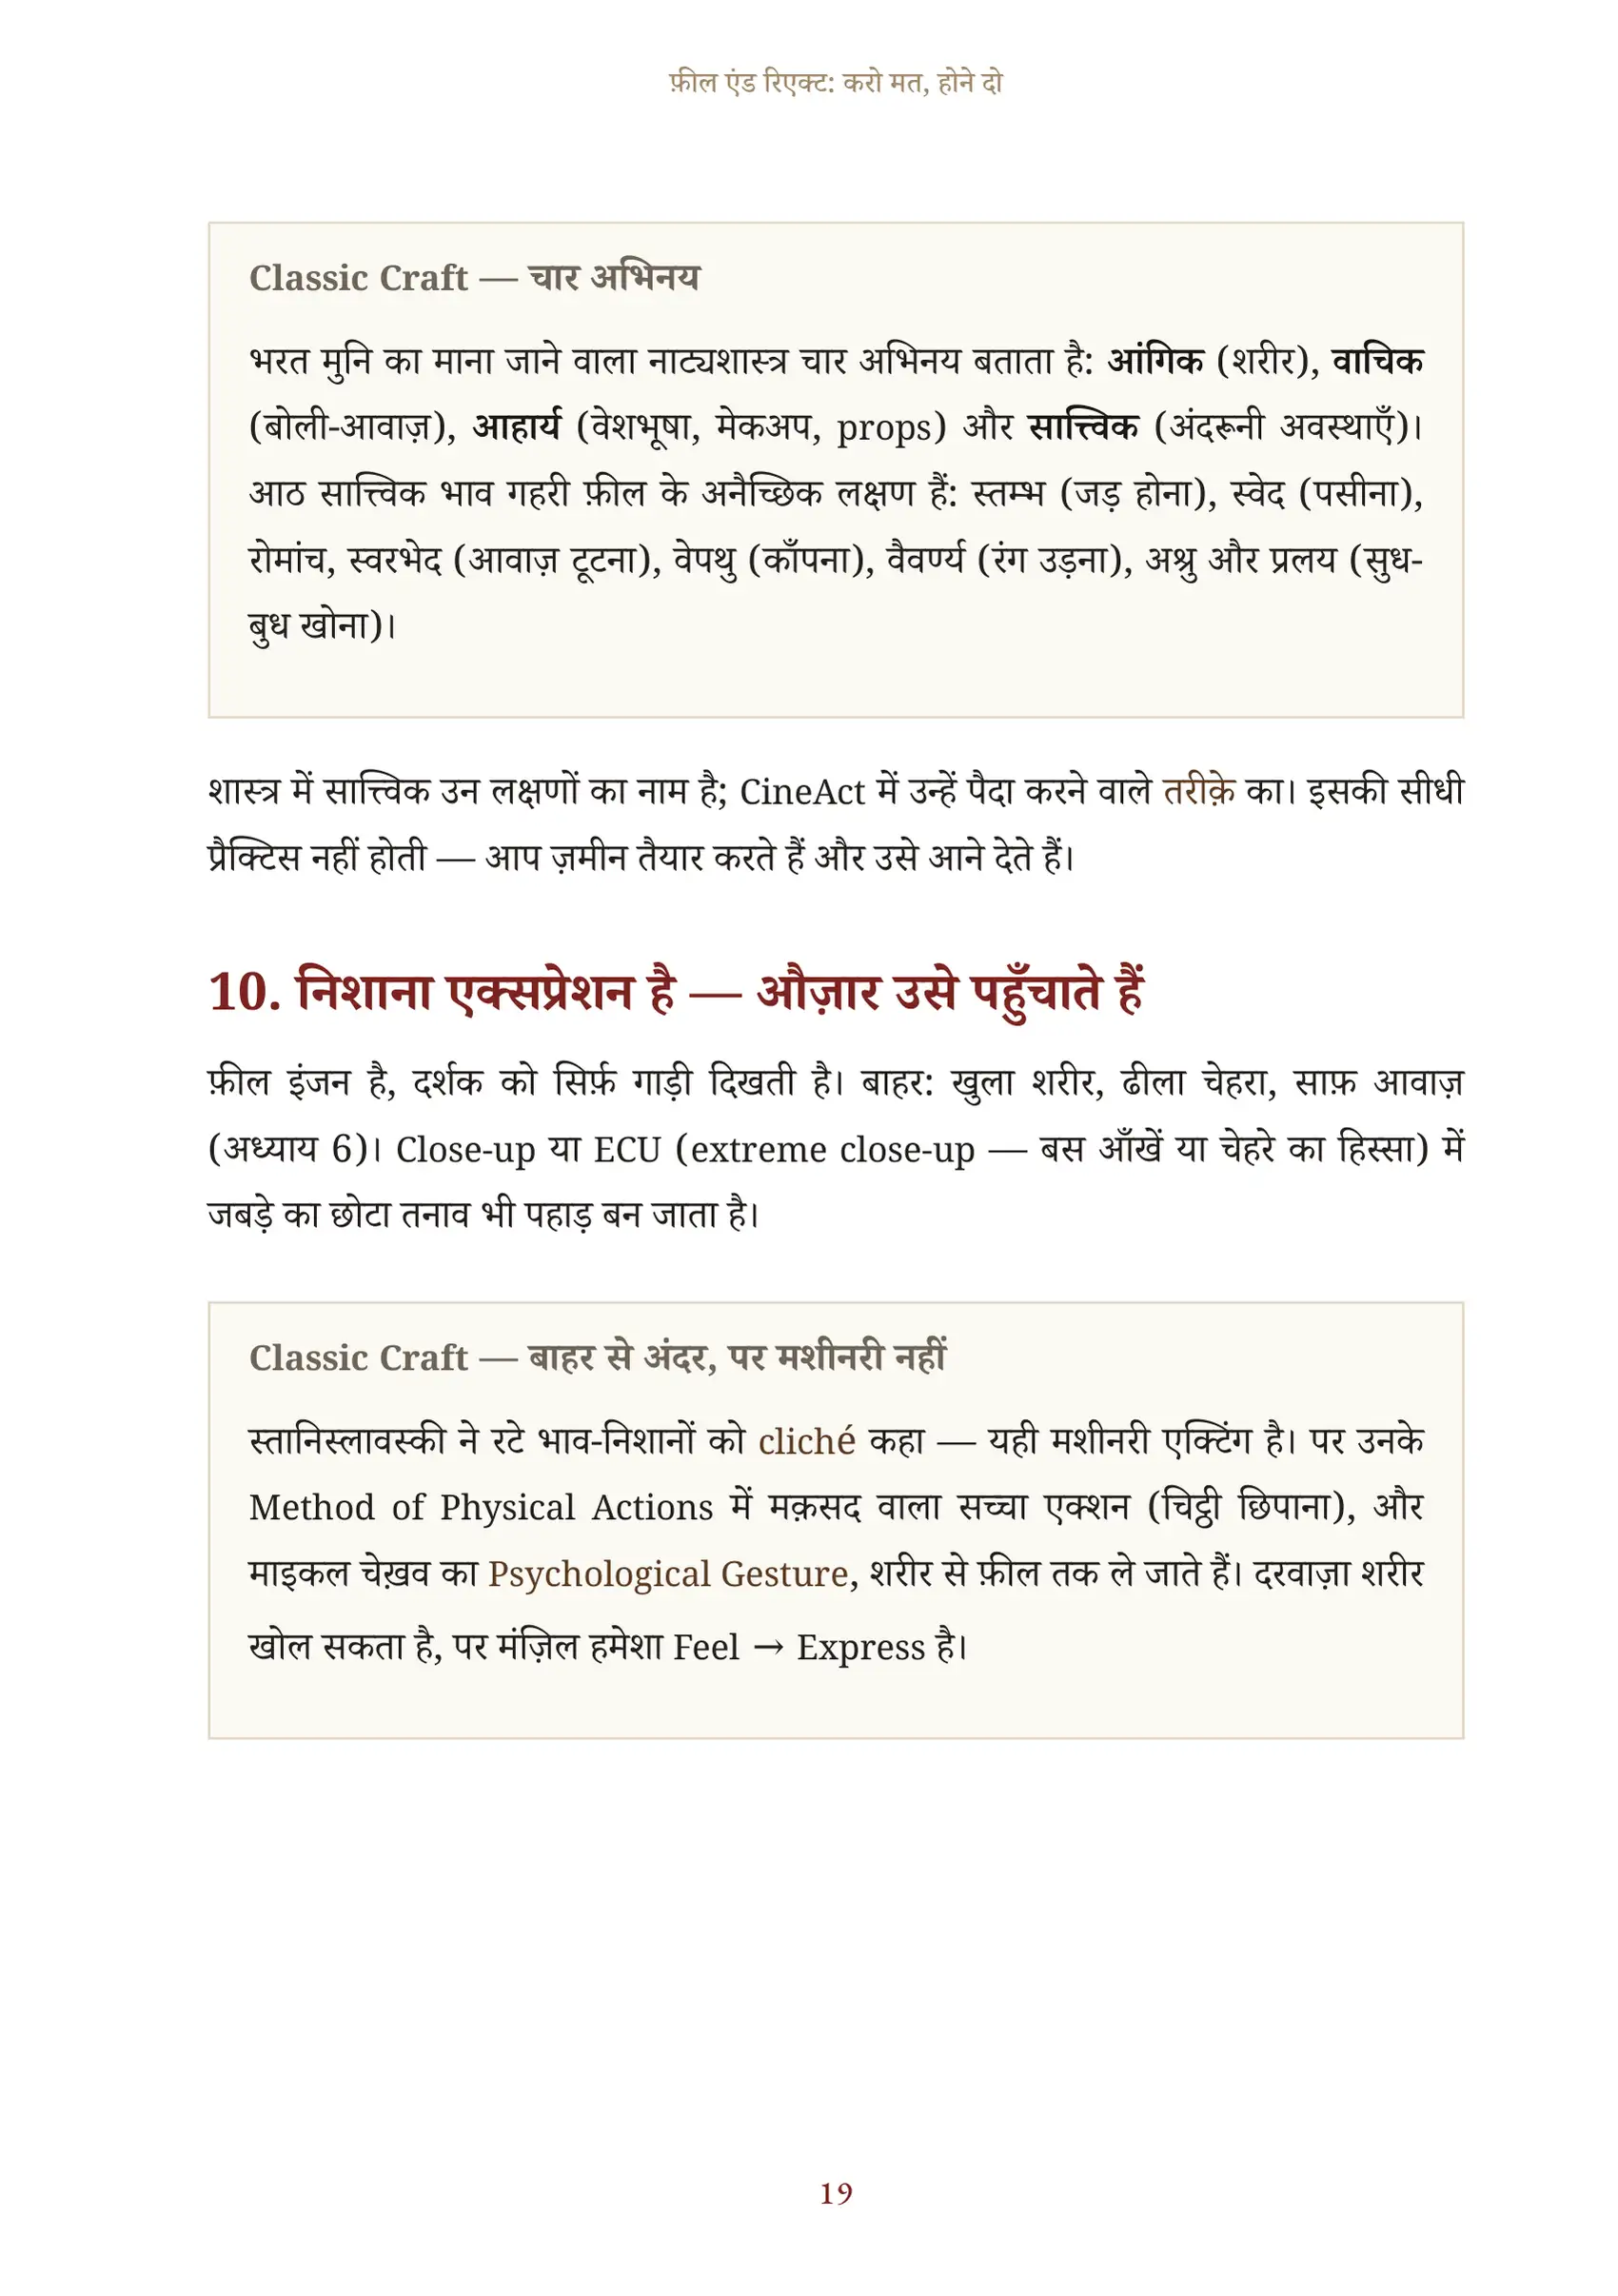 फ़ील एंड रिएक्ट: करो मत, होने दो
Classic Craft — चार अभिनय
भरत मुनि का माना जाने वाला नाट्यशास्त्र चार अभिनय बताता है: आंगिक (शरीर), वाचिक
(बोली-आवाज़), आहार्य (वेशभूषा, मेकअप, props) और सात्त्विक (अंदरूनी अवस्थाएँ)।
आठ सात्त्विक भाव गहरी फ़ील के अनैच्छिक लक्षण हैं: स्तम्भ (जड़ होना), स्वेद (पसीना),
रोमांच, स्वरभेद (आवाज़ टूटना), वेपथु (काँपना), वैवर्ण्य (रंग उड़ना), अश्रु और प्रलय (सुध-
बुध खोना)।
शास्त्र में सात्त्विक उन लक्षणों का नाम है; CineAct में उन्हें पैदा करने वाले तरीक़े का। इसकी सीधी
प्रैक्टिस नहीं होती — आप ज़मीन तैयार करते हैं और उसे आने देते हैं।
10. निशाना एक्सप्रेशन है — औज़ार उसे पहुँचाते हैं
फ़ील इंजन है, दर्शक को सिर्फ़ गाड़ी दिखती है। बाहर: खुला शरीर, ढीला चेहरा, साफ़ आवाज़
(अध्याय 6)। Close-up या ECU (extreme close-up — बस आँखें या चेहरे का हिस्सा) में
जबड़े का छोटा तनाव भी पहाड़ बन जाता है।
Classic Craft — बाहर से अंदर, पर मशीनरी नहीं
स्तानिस्लावस्की ने रटे भाव-निशानों को cliché कहा — यही मशीनरी एक्टिंग है। पर उनके
Method of Physical Actions में मक़सद वाला सच्चा एक्शन (चिट्ठी छिपाना), और
माइकल चेख़व का Psychological Gesture, शरीर से फ़ील तक ले जाते हैं। दरवाज़ा शरीर
खोल सकता है, पर मंज़िल हमेशा Feel → Express है।
19